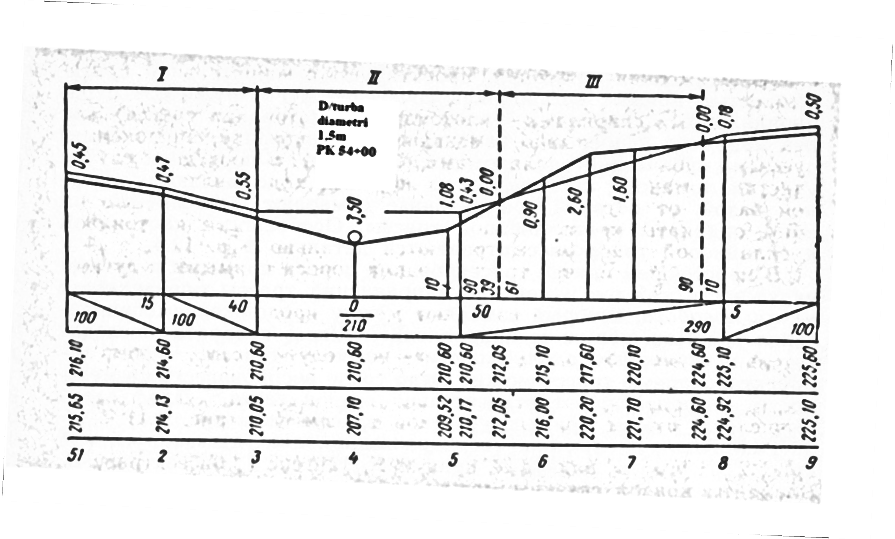 I II III
D/turba
diametri
1,5m
PK 54+00
0,45 0,47 0,55 3,50 1,08 0,43 0,00 0,90 2,60 1,60 0,00 0,18 0,50
10 90 39 61 90 10
100 15 100 40 0 210 50 290 5 100
216,10 214,60 210,60 210,60 210,60 210,60 212,05 215,10 217,60 220,10 224,60 225,10 225,60
215,65 214,13 210,05 207,10 209,52 210,17 212,05 216,00 220,20 221,70 224,60 224,92 225,10
51 2 3 4 5 6 7 8 9